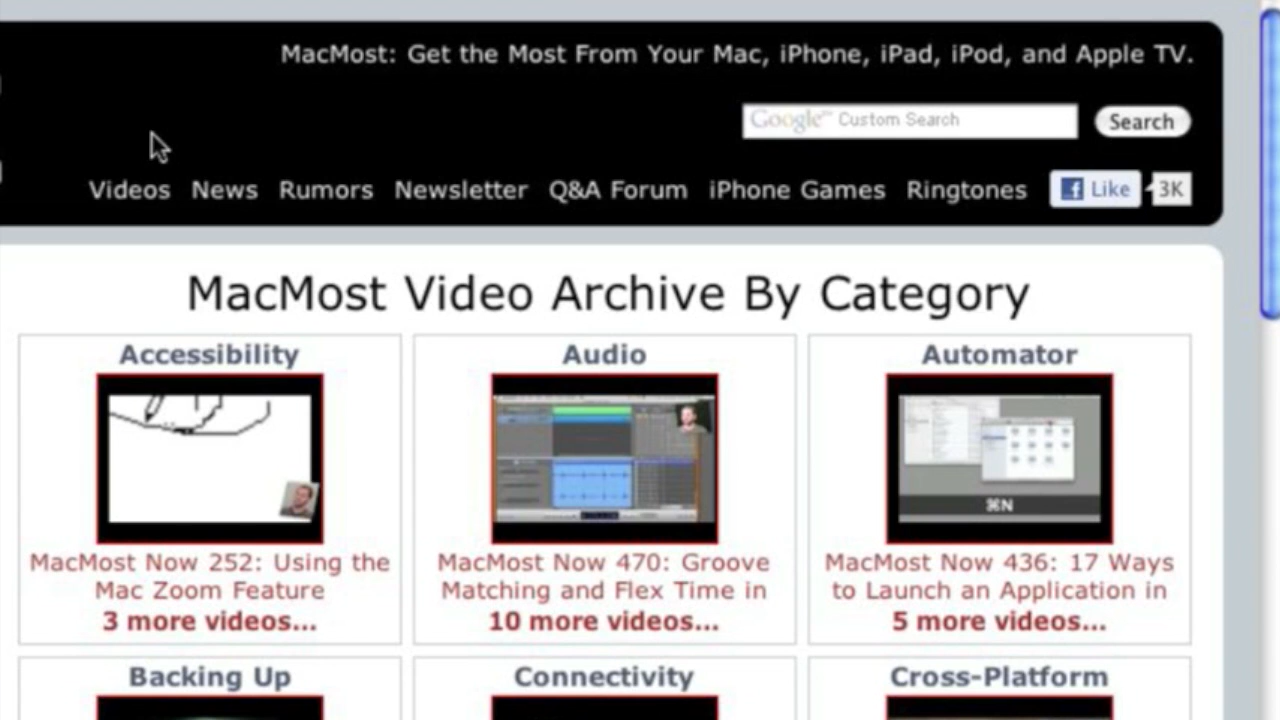 MacMost: Get the Most From Your Mac, iPhone, iPad, iPod, and Apple TV.
Google™ Custom Search
Search
Videos News Rumors Newsletter Q&A Forum iPhone Games Ringtones Like 3K
MacMost Video Archive By Category
Accessibility Audio Automator
⌘N
MacMost Now 252: Using the MacMost Now 470: Groove MacMost Now 436: 17 Ways
Mac Zoom Feature Matching and Flex Time in to Launch an Application in
3 more videos... 10 more videos... 5 more videos...
Backing Up Connectivity Cross-Platform